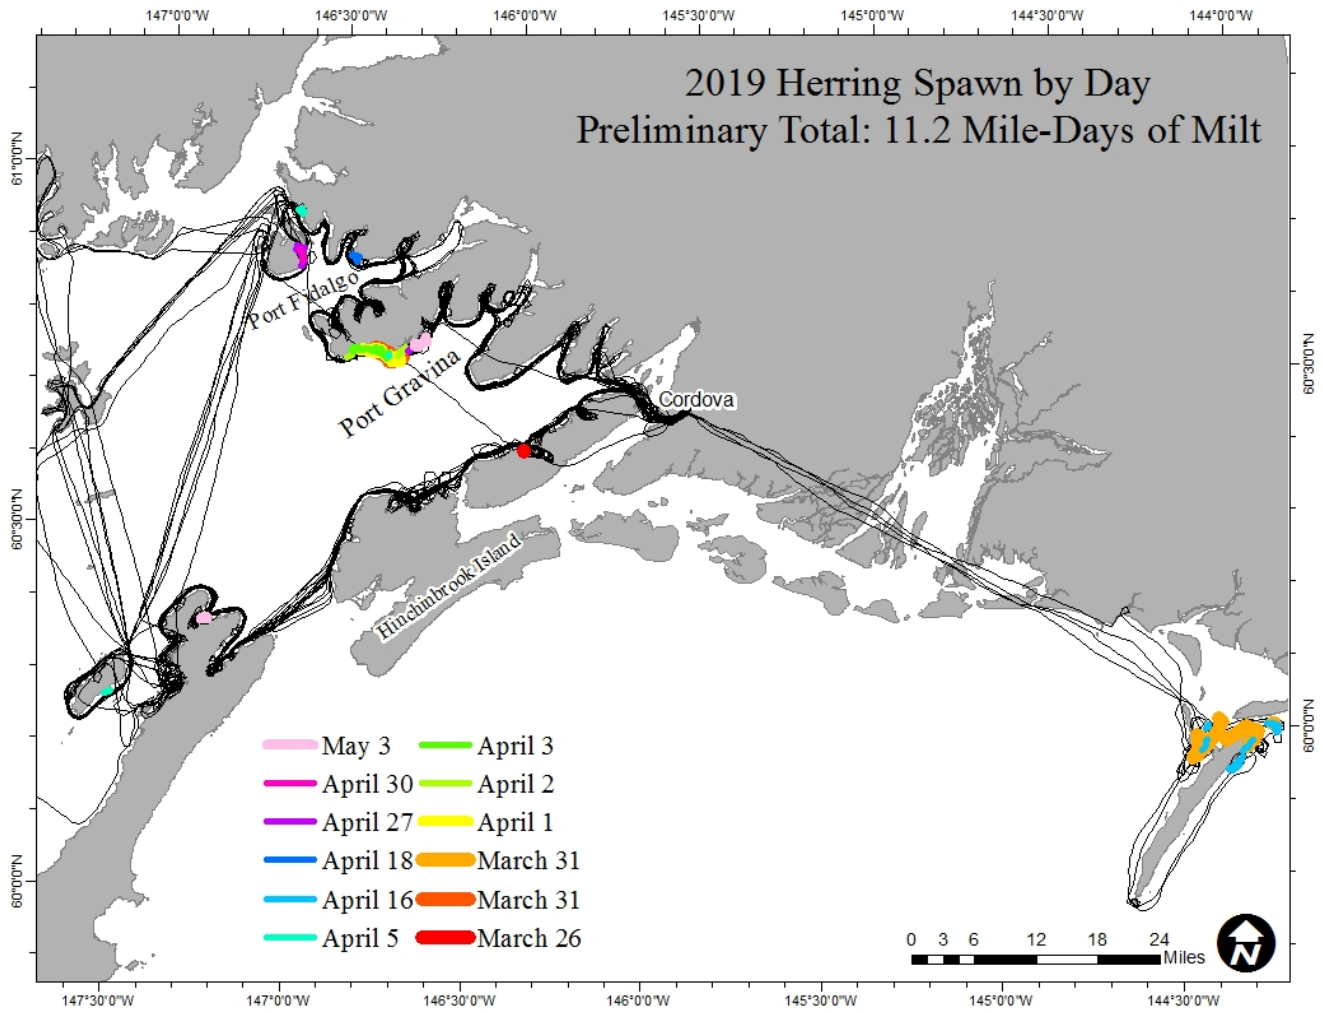 147°0'0"W 146°30'0"W 146°0'0"W 145°30'0"W 145°0'0"W 144°30'0"W 144°0'0"W
2019 Herring Spawn by Day
Preliminary Total: 11.2 Mile-Days of Milt
61°0'0"N
Port Fidalgo
60°30'0"N
Port Gravina
Cordova
60°30'0"N
Hinchinbrook Island
60°0'0"N
May 3 April 3
April 30 April 2
April 27 April 1
April 18 March 31
April 16 March 31
April 5 March 26
60°0'0"N
0 3 6 12 18 24
Miles
N
147°30'0"W 147°0'0"W 146°30'0"W 146°0'0"W 145°30'0"W 145°0'0"W 144°30'0"W